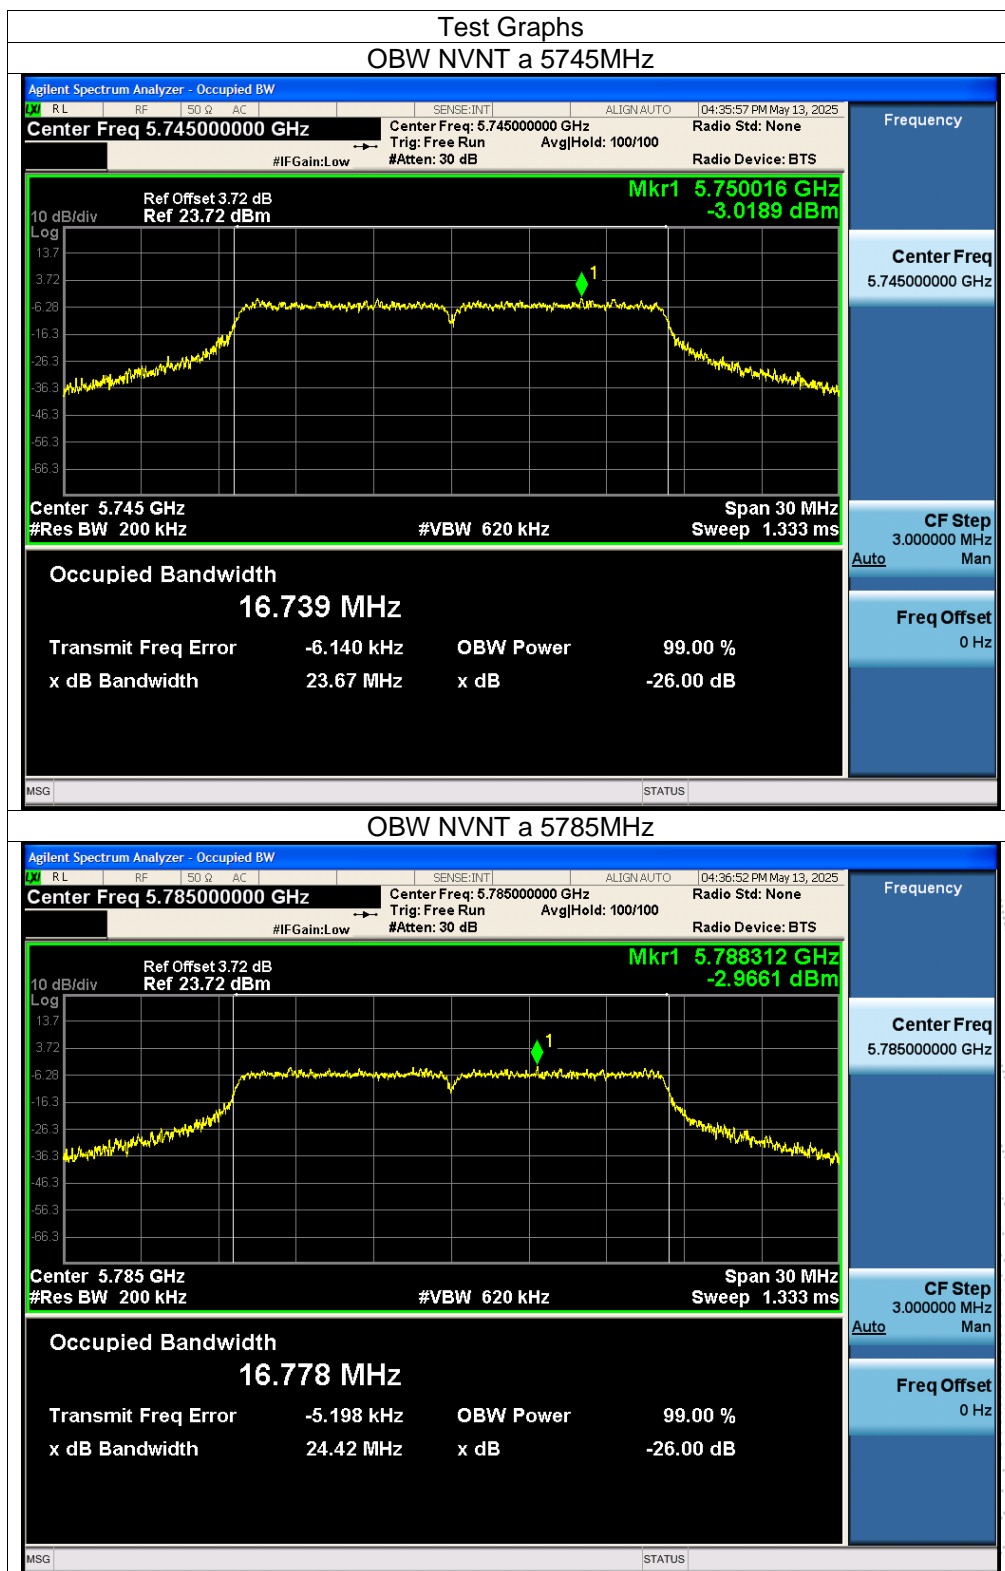 Test Graphs
OBW NVNT a 5745MHz
Agilent Spectrum Analyzer - Occupied BW
LXI RL RF 50 Ω AC SENSE:INT ALIGN AUTO 04:35:57 PM May 13, 2025
Center Freq 5.745000000 GHz
Center Freq: 5.745000000 GHz
Radio Std: None
Trig: Free Run Avg|Hold: 100/100
#IFGain:Low #Atten: 30 dB Radio Device: BTS
Frequency
Mkr1 5.750016 GHz
-3.0189 dBm
Ref Offset 3.72 dB
10 dB/div Ref 23.72 dBm
Log
13.7
3.72
-6.28
-16.3
-26.3
-36.3
-46.3
-56.3
-66.3
1
Center 5.745 GHz Span 30 MHz
#Res BW 200 kHz #VBW 620 kHz Sweep 1.333 ms
Center Freq
5.745000000 GHz
CF Step
3.000000 MHz
Auto Man
Freq Offset
0 Hz
Occupied Bandwidth
16.739 MHz
Transmit Freq Error -6.140 kHz OBW Power 99.00 %
x dB Bandwidth 23.67 MHz x dB -26.00 dB
MSG STATUS
OBW NVNT a 5785MHz
Agilent Spectrum Analyzer - Occupied BW
LXI RL RF 50 Ω AC SENSE:INT ALIGN AUTO 04:36:52 PM May 13, 2025
Center Freq 5.785000000 GHz
Center Freq: 5.785000000 GHz
Radio Std: None
Trig: Free Run Avg|Hold: 100/100
#IFGain:Low #Atten: 30 dB Radio Device: BTS
Frequency
Mkr1 5.788312 GHz
-2.9661 dBm
Ref Offset 3.72 dB
10 dB/div Ref 23.72 dBm
Log
13.7
3.72
-6.28
-16.3
-26.3
-36.3
-46.3
-56.3
-66.3
1
Center 5.785 GHz Span 30 MHz
#Res BW 200 kHz #VBW 620 kHz Sweep 1.333 ms
Center Freq
5.785000000 GHz
CF Step
3.000000 MHz
Auto Man
Freq Offset
0 Hz
Occupied Bandwidth
16.778 MHz
Transmit Freq Error -5.198 kHz OBW Power 99.00 %
x dB Bandwidth 24.42 MHz x dB -26.00 dB
MSG STATUS